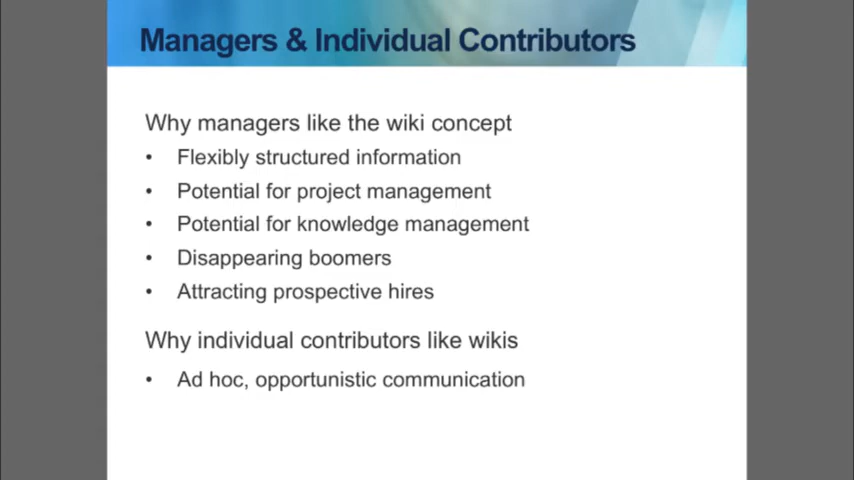 Managers & Individual Contributors
Why managers like the wiki concept
• Flexibly structured information
• Potential for project management
• Potential for knowledge management
• Disappearing boomers
• Attracting prospective hires
Why individual contributors like wikis
• Ad hoc, opportunistic communication